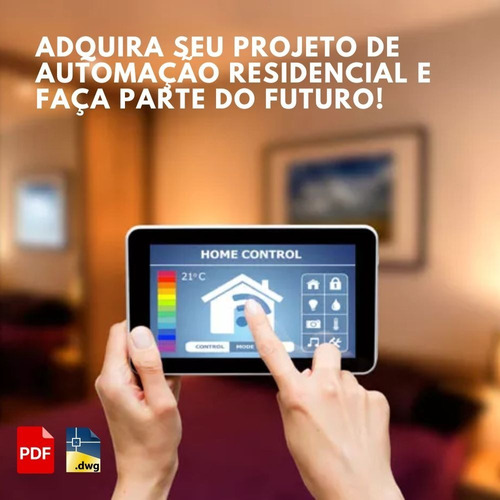 ADQUIRA SEU PROJETO DE
AUTOMAÇÃO RESIDENCIAL E
FAÇA PARTE DO FUTURO!
HOME CONTROL
21°C
CONTROL MODE
PDF
.dwg